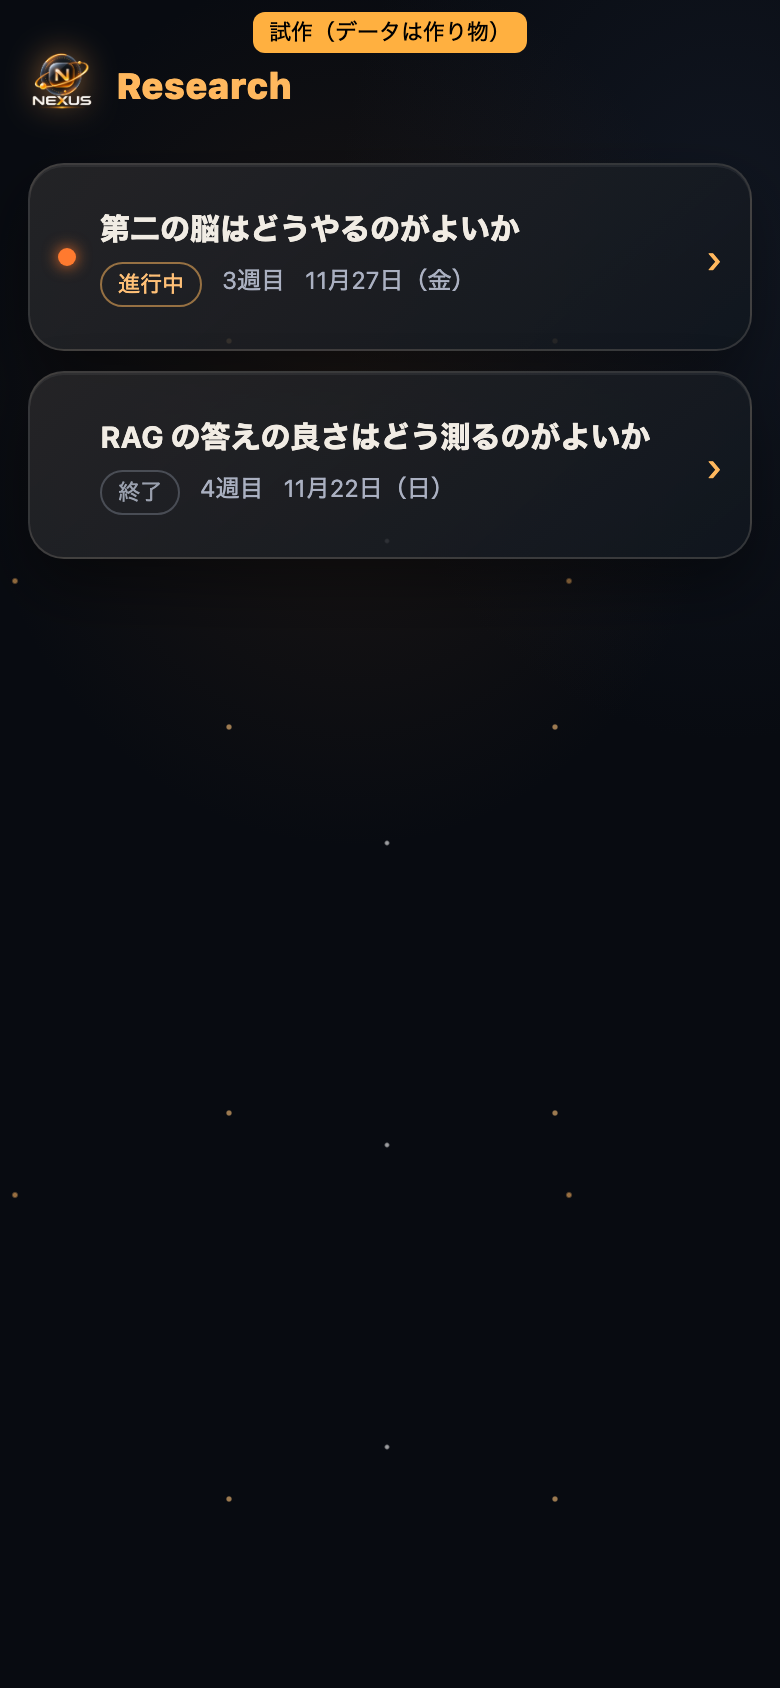 試作（データは作り物）
N
NEXUS
Research
第二の脳はどうやるのがよいか
進行中 3週目 11月27日（金）
RAG の答えの良さはどう測るのがよいか
終了 4週目 11月22日（日）